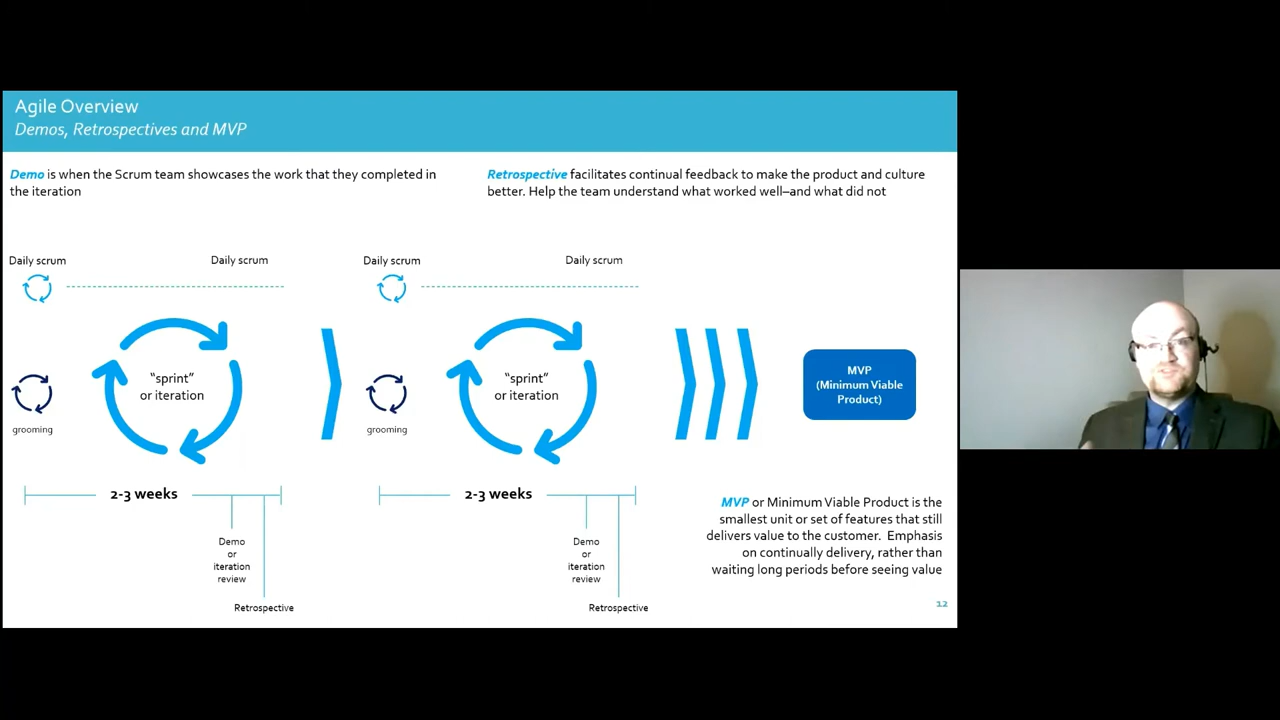 Agile Overview
Demos, Retrospectives and MVP
Demo is when the Scrum team showcases the work that they completed in
the iteration
Retrospective facilitates continual feedback to make the product and culture
better. Help the team understand what worked well–and what did not
Daily scrum
Daily scrum
Daily scrum
Daily scrum
"sprint"
or iteration
grooming
"sprint"
or iteration
grooming
MVP
(Minimum Viable
Product)
2-3 weeks
Demo
or
iteration
review
Retrospective
2-3 weeks
Demo
or
iteration
review
Retrospective
MVP or Minimum Viable Product is the
smallest unit or set of features that still
delivers value to the customer. Emphasis
on continually delivery, rather than
waiting long periods before seeing value
12